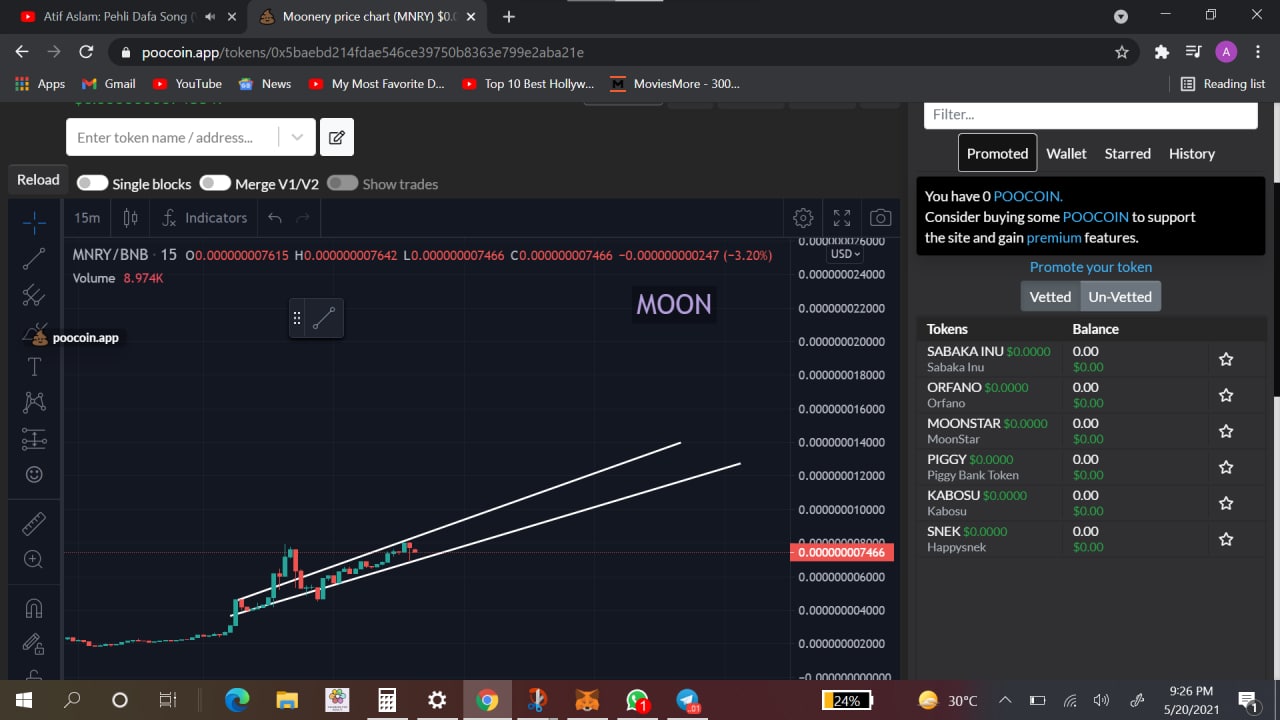 Atif Aslam: Pehli Dafa Song (
Moonery price chart (MNRY) $0.0
poocoin.app/tokens/0x5baebd214fdae546ce39750b8363e799e2aba21e
A
Apps Gmail YouTube News My Most Favorite D... Top 10 Best Hollyw... MoviesMore - 300... Reading list
Enter token name / address...
Reload Single blocks Merge V1/V2 Show trades
15m Indicators
MNRY/BNB · 15 O0.000000007615 H0.000000007642 L0.000000007466 C0.000000007466 −0.000000000247 (−3.20%)
Volume 8.974K
USD
MOON
poocoin.app
0.000000024000
0.000000022000
0.000000020000
0.000000018000
0.000000016000
0.000000014000
0.000000012000
0.000000010000
0.000000008000
0.000000007466
0.000000006000
0.000000004000
0.000000002000
−0.000000000000
Filter...
Promoted Wallet Starred History
You have 0 POOCOIN.
Consider buying some POOCOIN to support
the site and gain premium features.
Promote your token
Vetted Un-Vetted
Tokens Balance
SABAKA INU $0.0000 0.00
Sabaka Inu $0.00
ORFANO $0.0000 0.00
Orfano $0.00
MOONSTAR $0.0000 0.00
MoonStar $0.00
PIGGY $0.0000 0.00
Piggy Bank Token $0.00
KABOSU $0.0000 0.00
Kabosu $0.00
SNEK $0.0000 0.00
Happysnek $0.00
24% 30°C 9:26 PM
5/20/2021